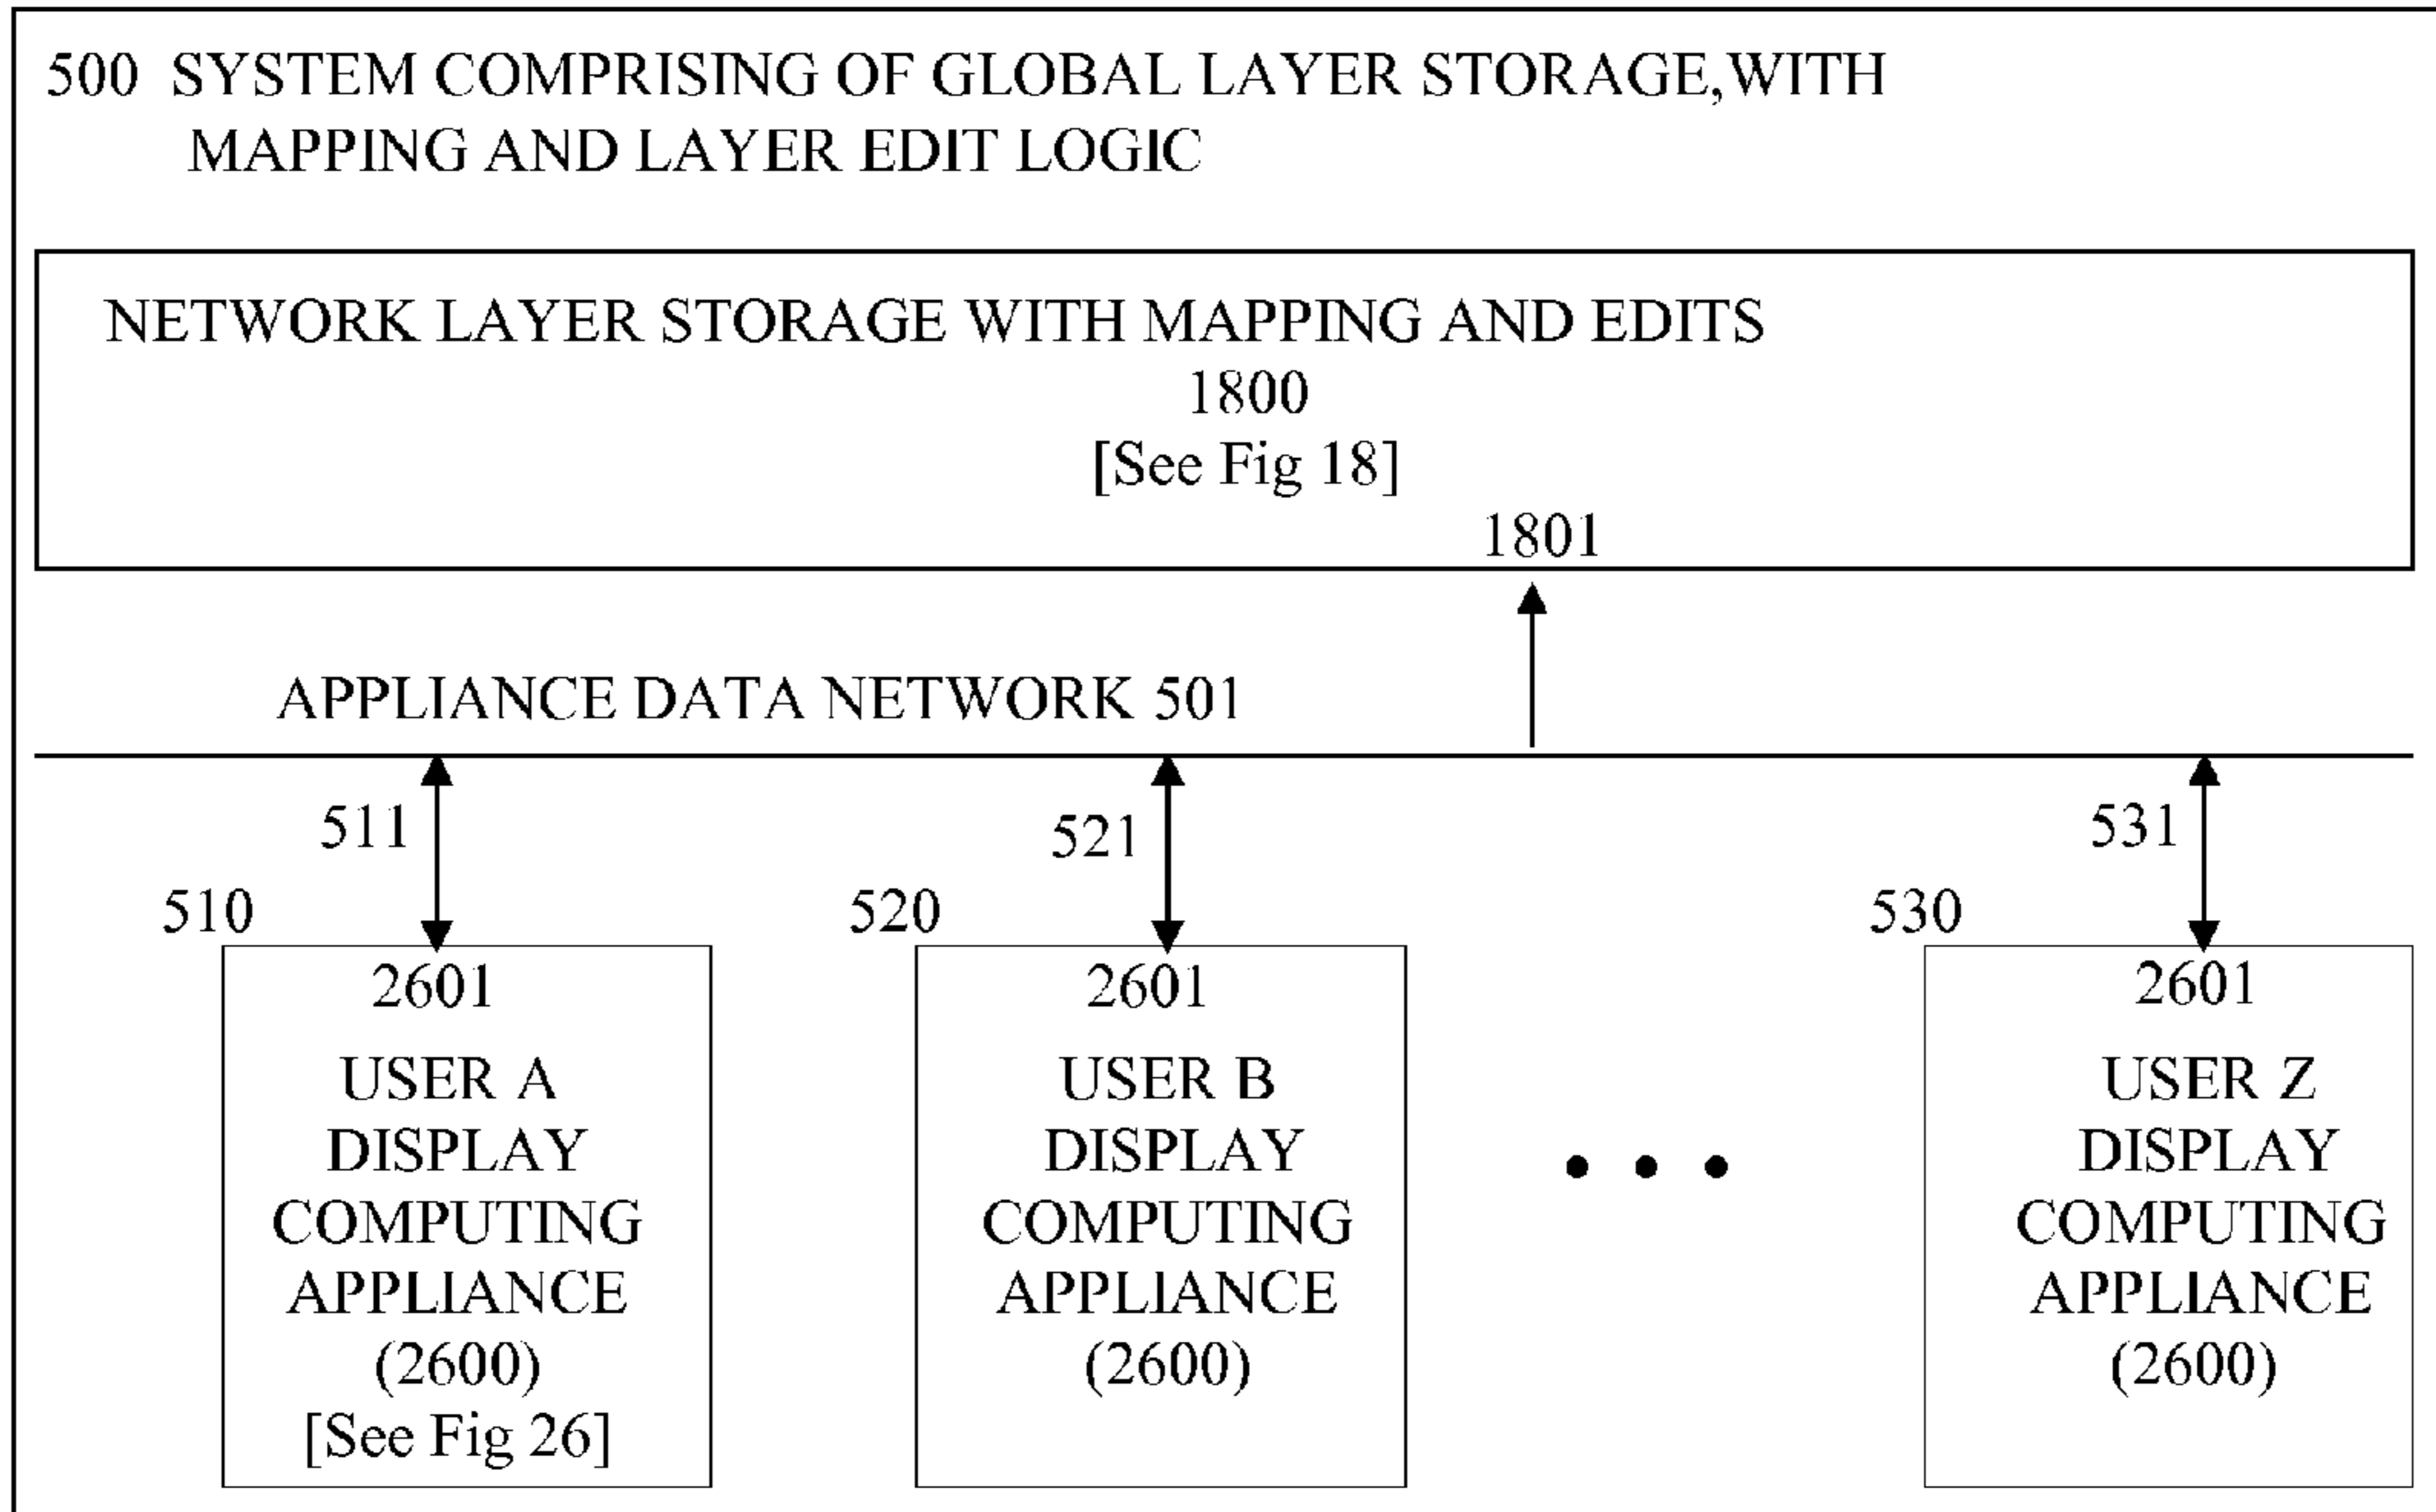 500 SYSTEM COMPRISING OF GLOBAL LAYER STORAGE,WITH
MAPPING AND LAYER EDIT LOGIC
NETWORK LAYER STORAGE WITH MAPPING AND EDITS
1800
[See Fig 18]
1801
APPLIANCE DATA NETWORK 501
511
521
531
510
520
530
2601
USER A
DISPLAY
COMPUTING
APPLIANCE
(2600)
[See Fig 26]
2601
USER B
DISPLAY
COMPUTING
APPLIANCE
(2600)
2601
USER Z
DISPLAY
COMPUTING
APPLIANCE
(2600)